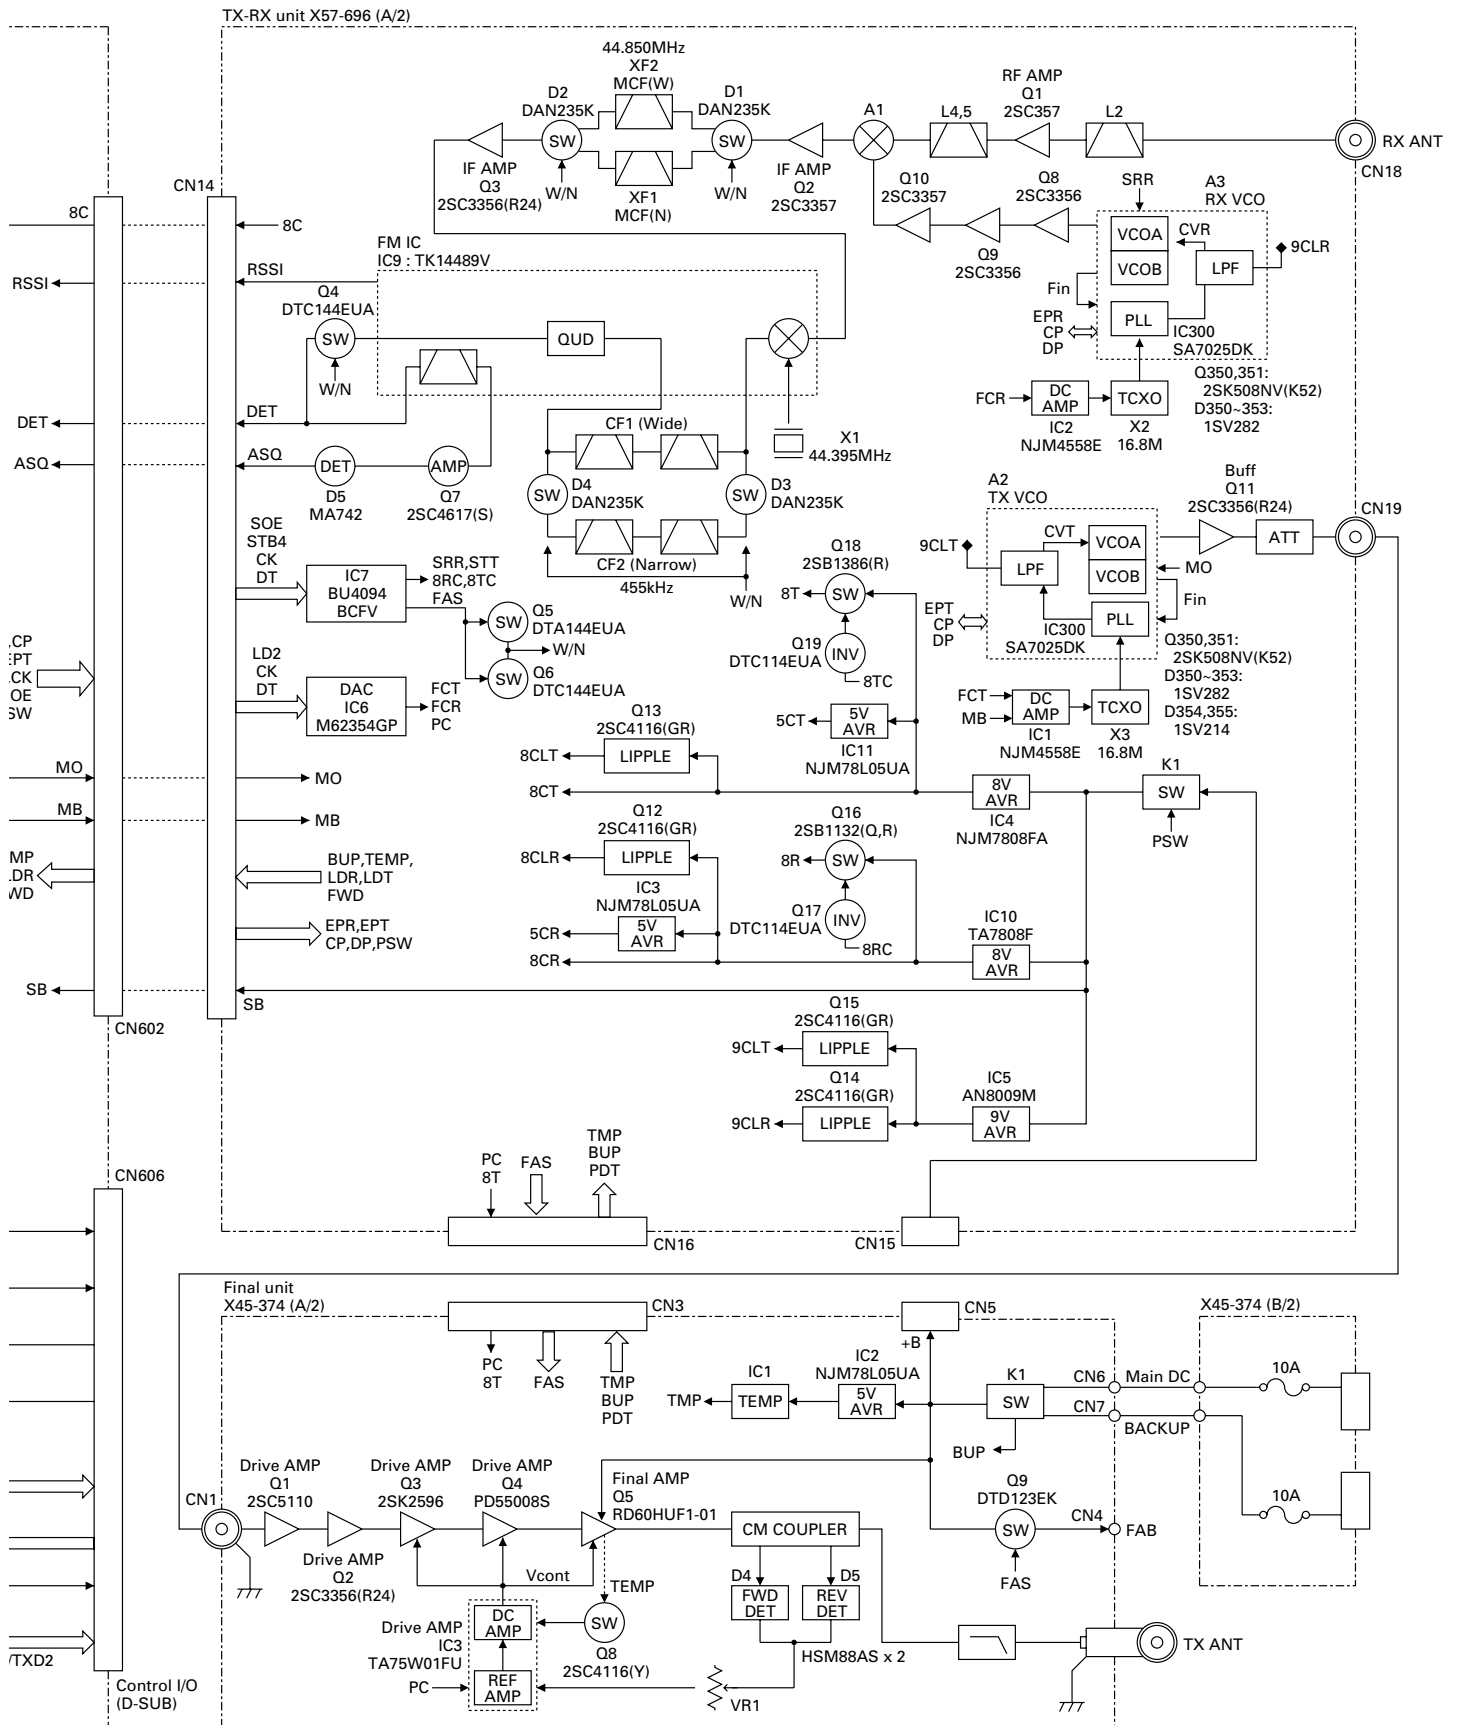 TX-RX unit X57-696 (A/2)
44.850MHz
XF2
MCF(W)
D2
DAN235K
D1
DAN235K
A1
L4,5
RF AMP
Q1
2SC357
L2
SW
SW
RX ANT
CN18
IF AMP
Q3
2SC3356(R24)
W/N
XF1
MCF(N)
W/N
IF AMP
Q2
2SC3357
Q10
2SC3357
Q8
2SC3356
Q9
2SC3356
SRR
A3
RX VCO
VCOA
CVR
VCOB
LPF
9CLR
Fin
EPR
CP
DP
PLL
IC300
SA7025DK
FCR
DC
AMP
IC2
NJM4558E
TCXO
X2
16.8M
Q350,351:
2SK508NV(K52)
D350~353:
1SV282
CN14
8C
8C
FM IC
IC9 : TK14489V
RSSI
RSSI
Q4
DTC144EUA
SW
W/N
QUD
DET
DET
CF1 (Wide)
X1
44.395MHz
ASQ
ASQ
DET
D5
MA742
AMP
Q7
2SC4617(S)
SW
D4
DAN235K
SW
D3
DAN235K
CF2 (Narrow)
455kHz
W/N
SOE
STB4
CK
DT
IC7
BU4094
BCFV
SRR,STT
8RC,8TC
FAS
SW
Q5
DTA144EUA
W/N
SW
Q6
DTC144EUA
LD2
CK
DT
DAC
IC6
M62354GP
FCT
FCR
PC
Q18
2SB1386(R)
8T
SW
Q19
DTC114EUA
INV
8TC
5CT
5V
AVR
IC11
NJM78L05UA
A2
TX VCO
9CLT
CVT
LPF
VCOA
VCOB
MO
Fin
EPT
CP
DP
PLL
IC300
SA7025DK
Buff
Q11
2SC3356(R24)
ATT
CN19
Q350,351:
2SK508NV(K52)
D350~353:
1SV282
D354,355:
1SV214
FCT
MB
DC
AMP
IC1
NJM4558E
TCXO
X3
16.8M
,CP
EPT
,CK
OE
SW
Q13
2SC4116(GR)
8CLT
LIPPLE
8CT
8V
AVR
IC4
NJM7808FA
K1
SW
PSW
MO
MO
MB
MB
Q12
2SC4116(GR)
8CLR
LIPPLE
IC3
NJM78L05UA
5CR
5V
AVR
8CR
Q16
2SB1132(Q,R)
8R
SW
Q17
DTC114EUA
INV
8RC
IC10
TA7808F
8V
AVR
MP
LDR
WD
BUP,TEMP,
LDR,LDT
FWD
EPR,EPT
CP,DP,PSW
SB
SB
CN602
Q15
2SC4116(GR)
9CLT
LIPPLE
Q14
2SC4116(GR)
9CLR
LIPPLE
IC5
AN8009M
9V
AVR
CN606
PC
8T
FAS
TMP
BUP
PDT
CN16
CN15
Final unit
X45-374 (A/2)
CN3
CN5
X45-374 (B/2)
PC
8T
FAS
TMP
BUP
PDT
+B
IC1
TMP
TEMP
IC2
NJM78L05UA
5V
AVR
K1
SW
BUP
CN6
Main DC
CN7
BACKUP
10A
10A
CN1
Drive AMP
Q1
2SC5110
Drive AMP
Q2
2SC3356(R24)
Drive AMP
Q3
2SK2596
Drive AMP
Q4
PD55008S
Final AMP
Q5
RD60HUF1-01
CM COUPLER
Q9
DTD123EK
SW
FAS
CN4
FAB
Vcont
TEMP
D4
FWD
DET
D5
REV
DET
HSM88AS x 2
Drive AMP
IC3
TA75W01FU
DC
AMP
SW
Q8
2SC4116(Y)
PC
REF
AMP
VR1
TX ANT
/TXD2
Control I/O
(D-SUB)